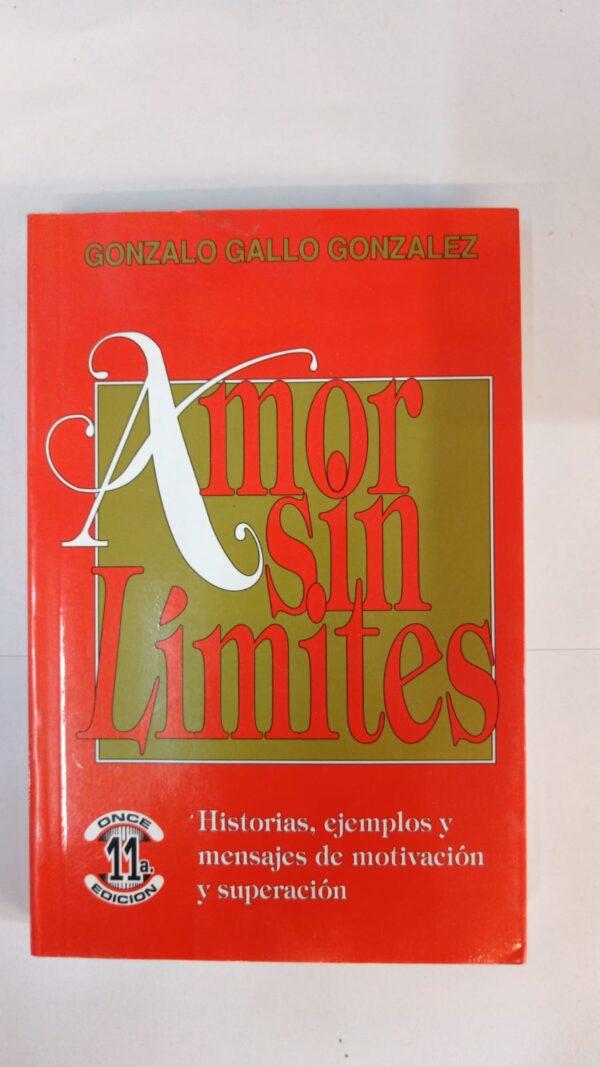 GONZALO GALLO GONZALEZ
Amor
sin
Límites
ONCE
11a.
EDICION
Historias, ejemplos y
mensajes de motivación
y superación